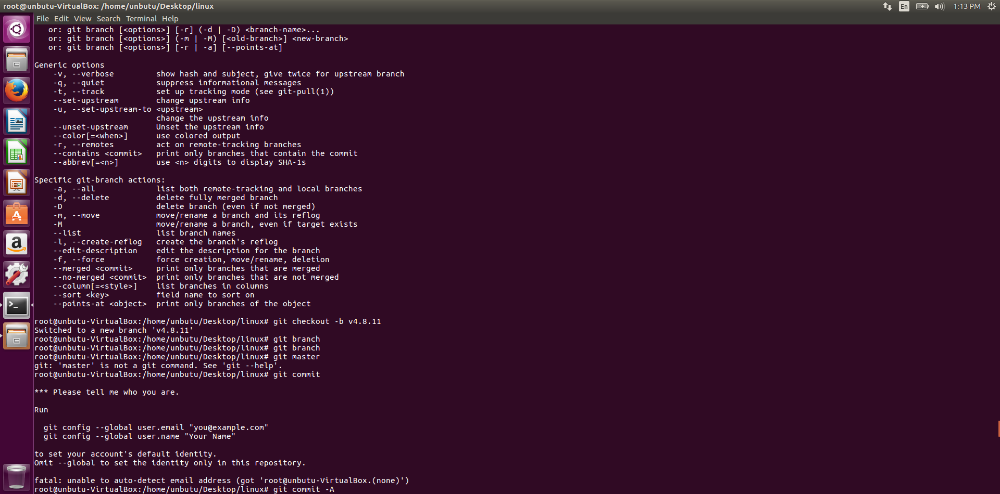 root@unbutu-VirtualBox: /home/unbutu/Desktop/linux
En
1:13 PM
File Edit View Search Terminal Help
or: git branch [<options>] [-r] (-d | -D) <branch-name>...
or: git branch [<options>] (-m | -M) [<old-branch>] <new-branch>
or: git branch [<options>] [-r | -a] [--points-at]
Generic options
-v, --verbose show hash and subject, give twice for upstream branch
-q, --quiet suppress informational messages
-t, --track set up tracking mode (see git-pull(1))
--set-upstream change upstream info
-u, --set-upstream-to <upstream>
change the upstream info
--unset-upstream Unset the upstream info
--color[=<when>] use colored output
-r, --remotes act on remote-tracking branches
--contains <commit> print only branches that contain the commit
--abbrev[=<n>] use <n> digits to display SHA-1s
Specific git-branch actions:
-a, --all list both remote-tracking and local branches
-d, --delete delete fully merged branch
-D delete branch (even if not merged)
-m, --move move/rename a branch and its reflog
-M move/rename a branch, even if target exists
--list list branch names
-l, --create-reflog create the branch's reflog
--edit-description edit the description for the branch
-f, --force force creation, move/rename, deletion
--merged <commit> print only branches that are merged
--no-merged <commit> print only branches that are not merged
--column[=<style>] list branches in columns
--sort <key> field name to sort on
--points-at <object> print only branches of the object
root@unbutu-VirtualBox:/home/unbutu/Desktop/linux# git checkout -b v4.8.11
Switched to a new branch 'v4.8.11'
root@unbutu-VirtualBox:/home/unbutu/Desktop/linux# git branch
root@unbutu-VirtualBox:/home/unbutu/Desktop/linux# git branch
root@unbutu-VirtualBox:/home/unbutu/Desktop/linux# git master
git: 'master' is not a git command. See 'git --help'.
root@unbutu-VirtualBox:/home/unbutu/Desktop/linux# git commit
*** Please tell me who you are.
Run
git config --global user.email "you@example.com"
git config --global user.name "Your Name"
to set your account's default identity.
Omit --global to set the identity only in this repository.
fatal: unable to auto-detect email address (got 'root@unbutu-VirtualBox.(none)')
root@unbutu-VirtualBox:/home/unbutu/Desktop/linux# git commit -A